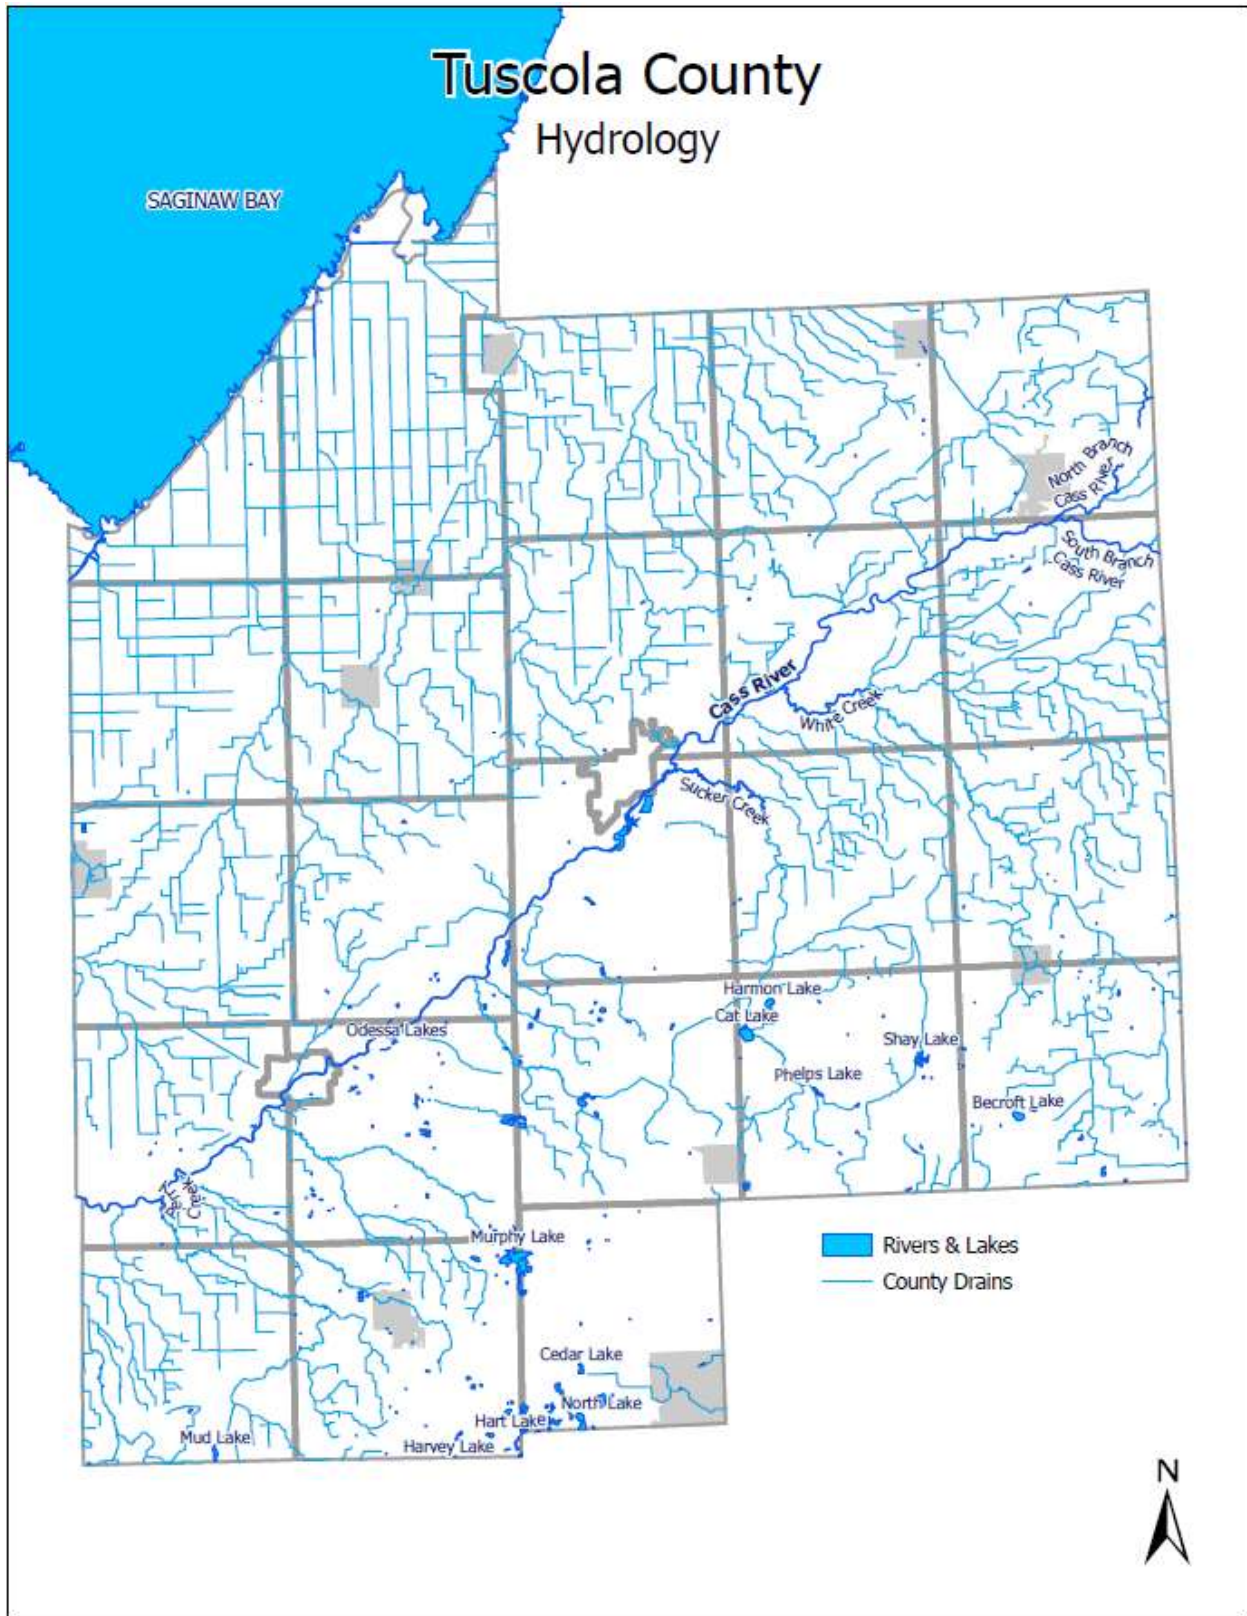 Tuscola County
Hydrology
SAGINAW BAY
North Branch
Cass River
South Branch
Cass River
Cass River
White Creek
Sucker Creek
Harmon Lake
Cat Lake
Odessa Lakes
Shay Lake
Phelps Lake
Becroft Lake
Perry
Creek
Murphy Lake
Rivers & Lakes
County Drains
Cedar Lake
North Lake
Hart Lake
Mud Lake
Harvey Lake
N